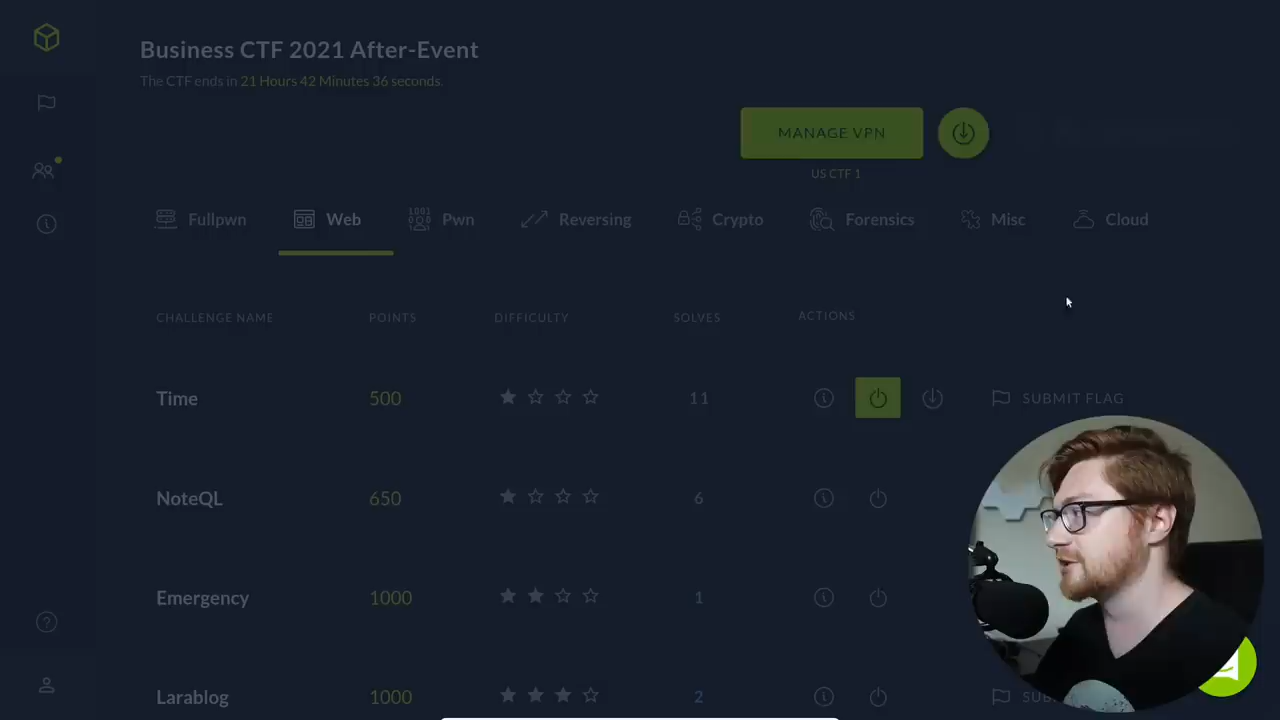 Business CTF 2021 After-Event
The CTF ends in 21 Hours 42 Minutes 36 seconds.
MANAGE VPN
US CTF 1
Fullpwn Web Pwn Reversing Crypto Forensics Misc Cloud
CHALLENGE NAME POINTS DIFFICULTY SOLVES ACTIONS
Time 500 11 SUBMIT FLAG
NoteQL 650 6
Emergency 1000 1
Larablog 1000 2